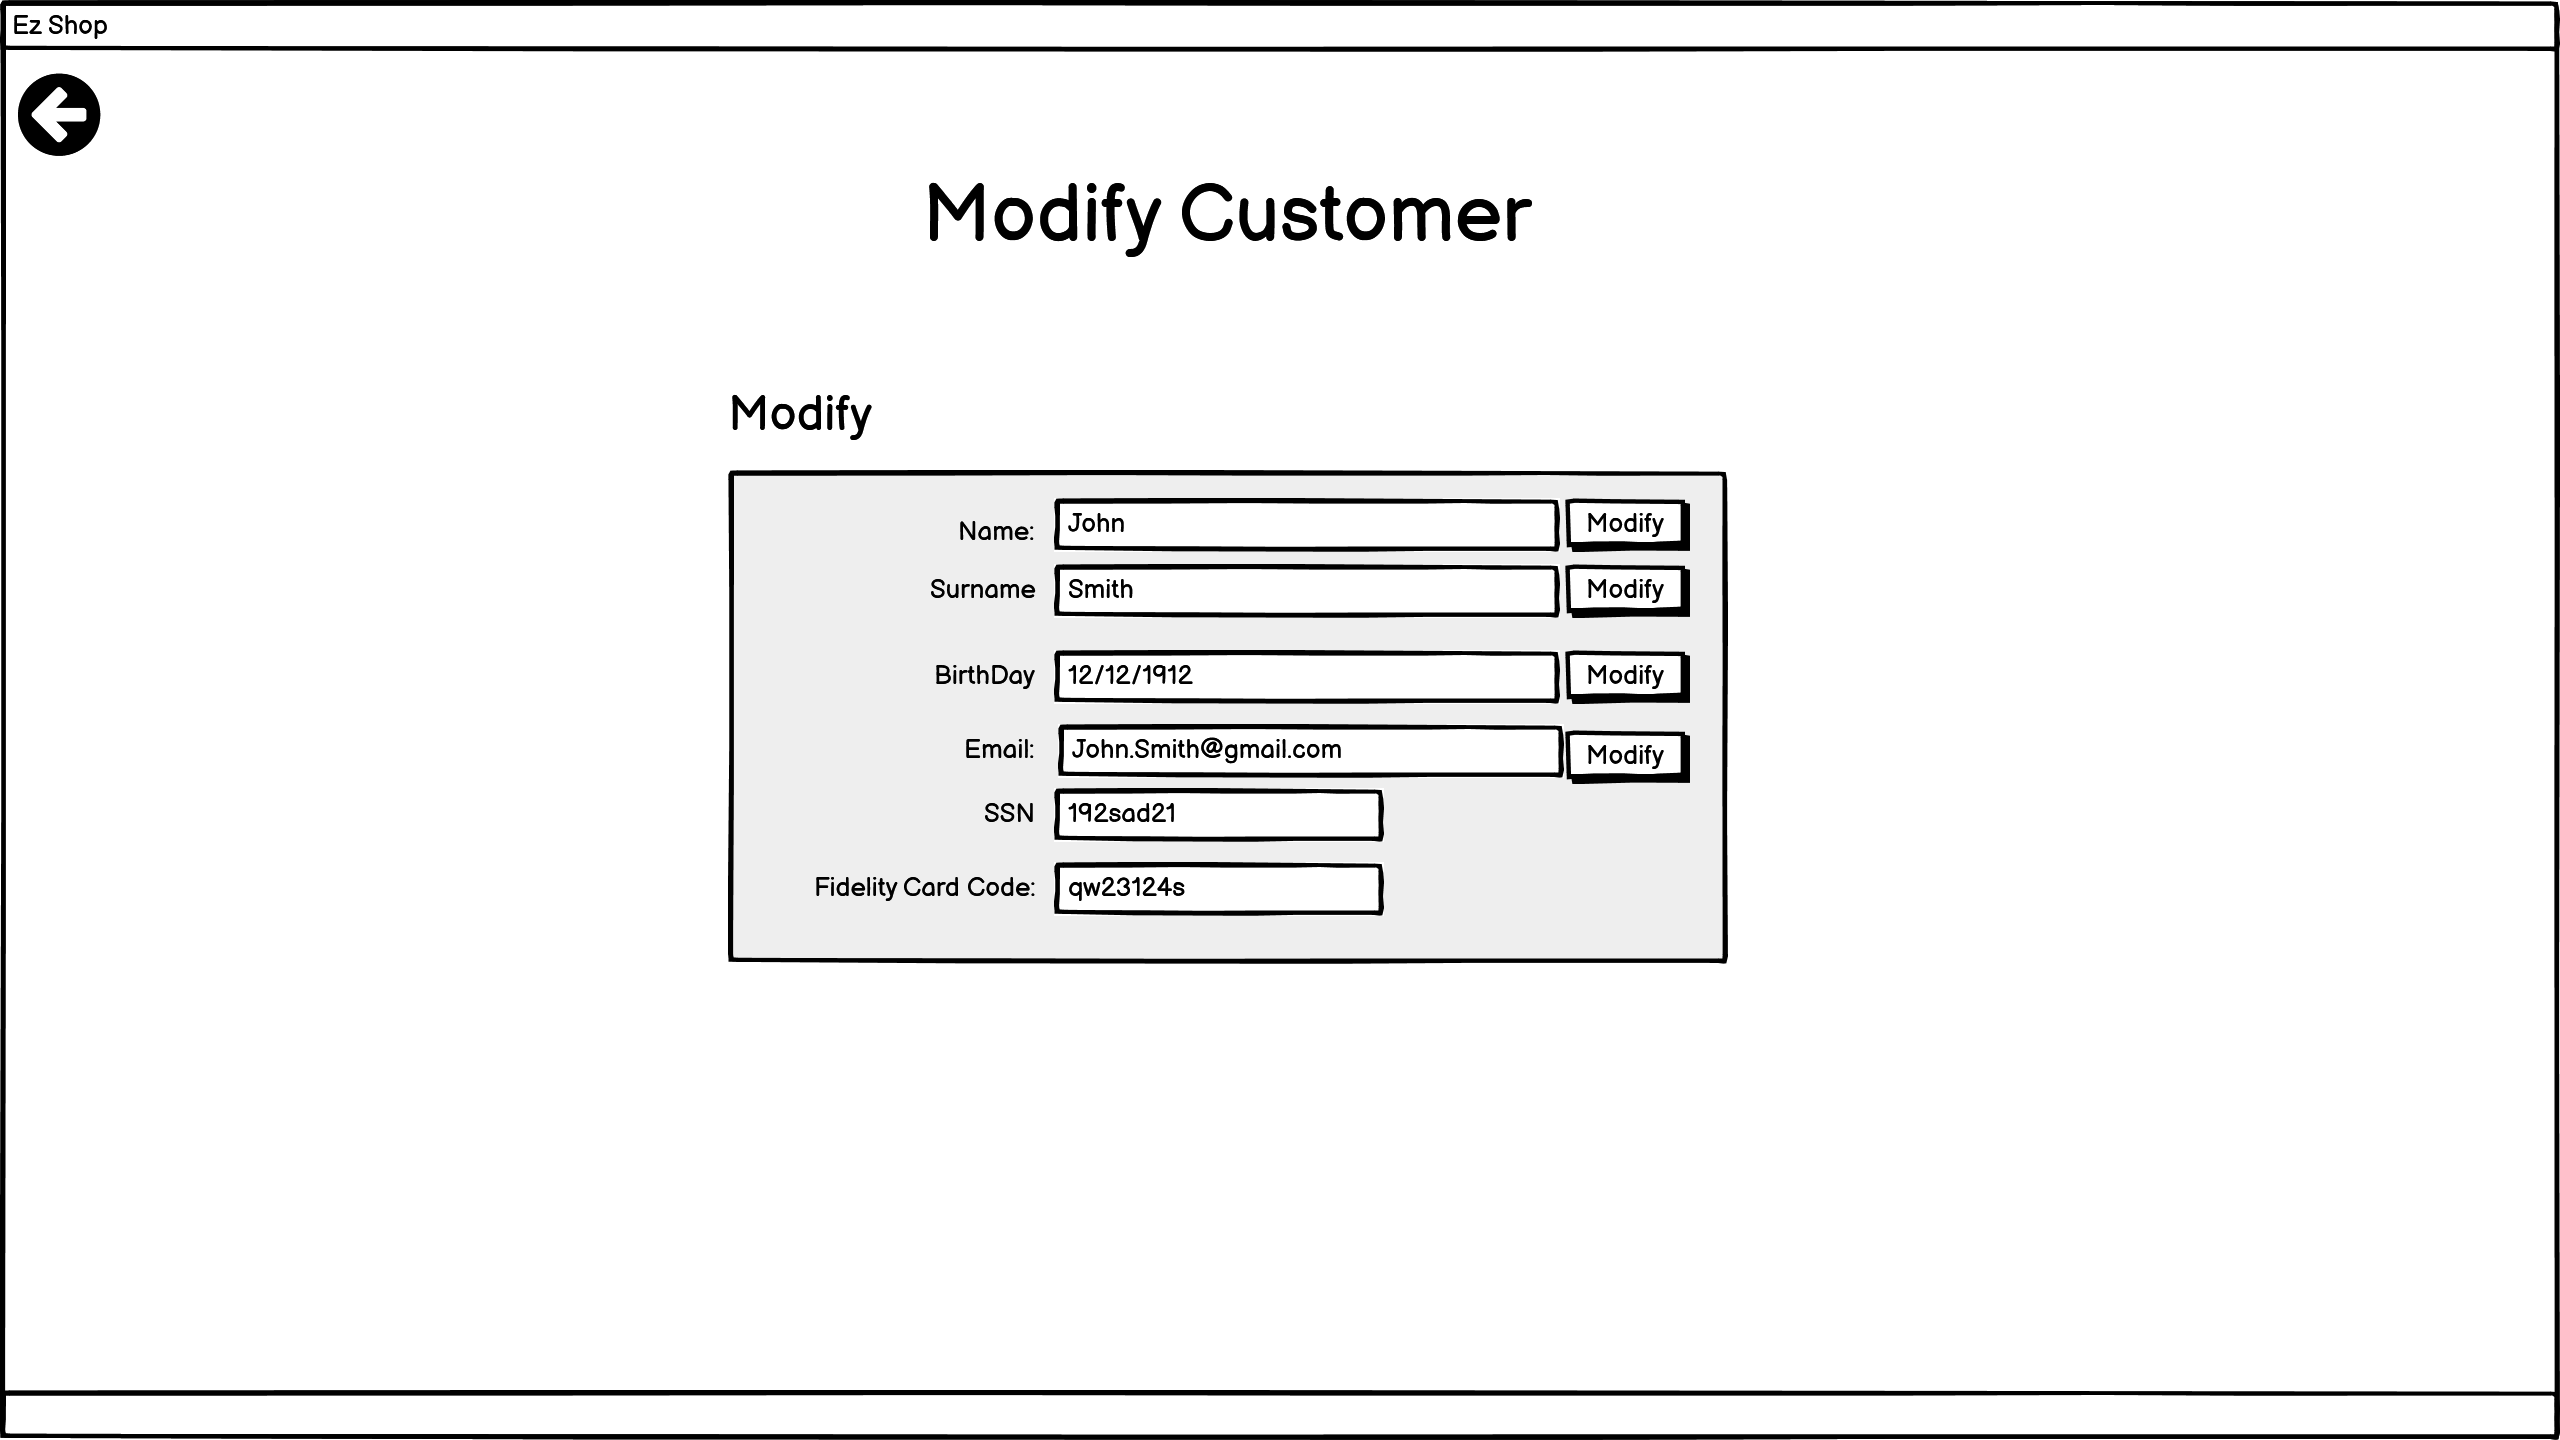 Ez Shop
Modify Customer
Modify
Name: John Modify
Surname Smith Modify
BirthDay 12/12/1912 Modify
Email: John.Smith@gmail.com Modify
SSN 192sad21
Fidelity Card Code: qw23124s